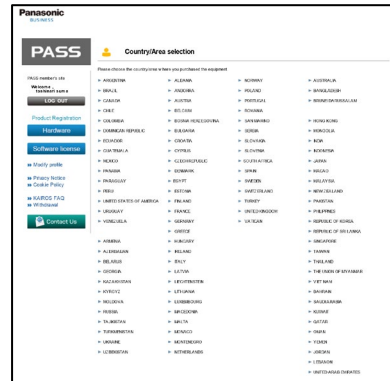 Panasonic
BUSINESS
PASS
Country/Area selection
PASS members site
Please choose the country/area where you purchased the equipment
Welcome ,
LOG OUT
Product Registration
Hardware
Software license
Modify profile
Privacy Notice
Cookie Policy
KAIROS FAQ
Withdrawal
Contact Us
ARGENTINA
BRAZIL
CANADA
CHILE
COLOMBIA
DOMINICAN REPUBLIC
ECUADOR
GUATEMALA
MEXICO
PANAMA
PARAGUAY
PERU
UNITED STATES OF AMERICA
URUGUAY
VENEZUELA
ARMENIA
AZERBAIJAN
BELARUS
GEORGIA
KAZAKHSTAN
KYRGYZ
MOLDOVA
RUSSIA
TAJIKISTAN
TURKMENISTAN
UKRAINE
UZBEKISTAN
ALBANIA
ANDORRA
AUSTRIA
BELGIUM
BOSNIA HERZEGOVINA
BULGARIA
CROATIA
CYPRUS
CZECH REPUBLIC
DENMARK
EGYPT
ESTONIA
FINLAND
FRANCE
GERMANY
GREECE
HUNGARY
IRELAND
ITALY
LATVIA
LIECHTENSTEIN
LITHUANIA
LUXEMBOURG
MACEDONIA
MALTA
MONACO
MONTENEGRO
NETHERLANDS
NORWAY
POLAND
PORTUGAL
ROMANIA
SAN MARINO
SERBIA
SLOVAKIA
SLOVENIA
SOUTH AFRICA
SPAIN
SWEDEN
SWITZERLAND
TURKEY
UNITED KINGDOM
VATICAN
AUSTRALIA
BANGLADESH
BRUNEI DARUSSALAM
HONG KONG
MONGOLIA
INDIA
INDONESIA
JAPAN
MACAO
MALAYSIA
NEW ZEALAND
PAKISTAN
PHILIPPINES
REPUBLIC OF KOREA
REPUBLIC OF SRI LANKA
SINGAPORE
TAIWAN
THAILAND
THE UNION OF MYANMAR
VIET NAM
BAHRAIN
SAUDI ARABIA
KUWAIT
QATAR
OMAN
YEMEN
JORDAN
LEBANON
UNITED ARAB EMIRATES